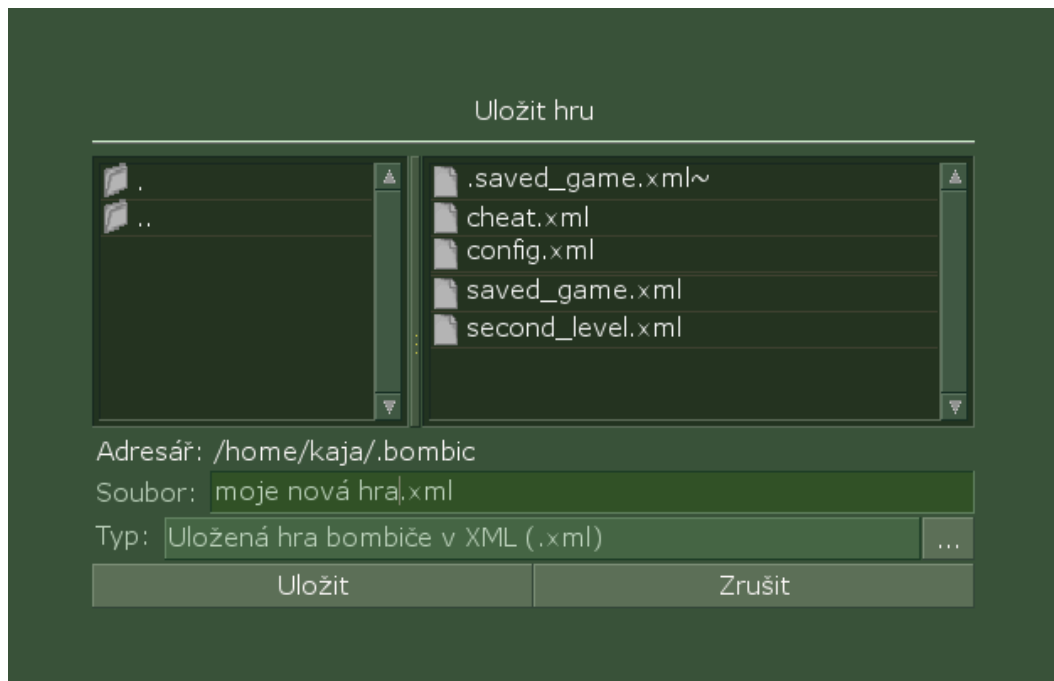 Uložit hru
.
..
.saved_game.xml~
cheat.xml
config.xml
saved_game.xml
second_level.xml
Adresář: /home/kaja/.bombic
Soubor: moje nová hra.xml
Typ: Uložená hra bombiče v XML (.xml) ...
Uložit Zrušit